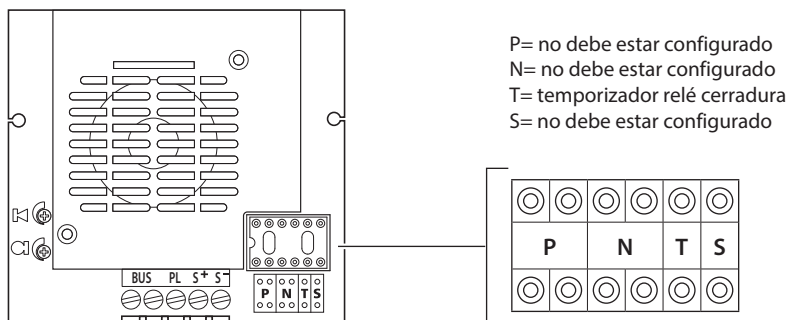 P= no debe estar configurado
N= no debe estar configurado
T= temporizador relé cerradura
S= no debe estar configurado
P N T S
BUS PL S+ S-
P N T S